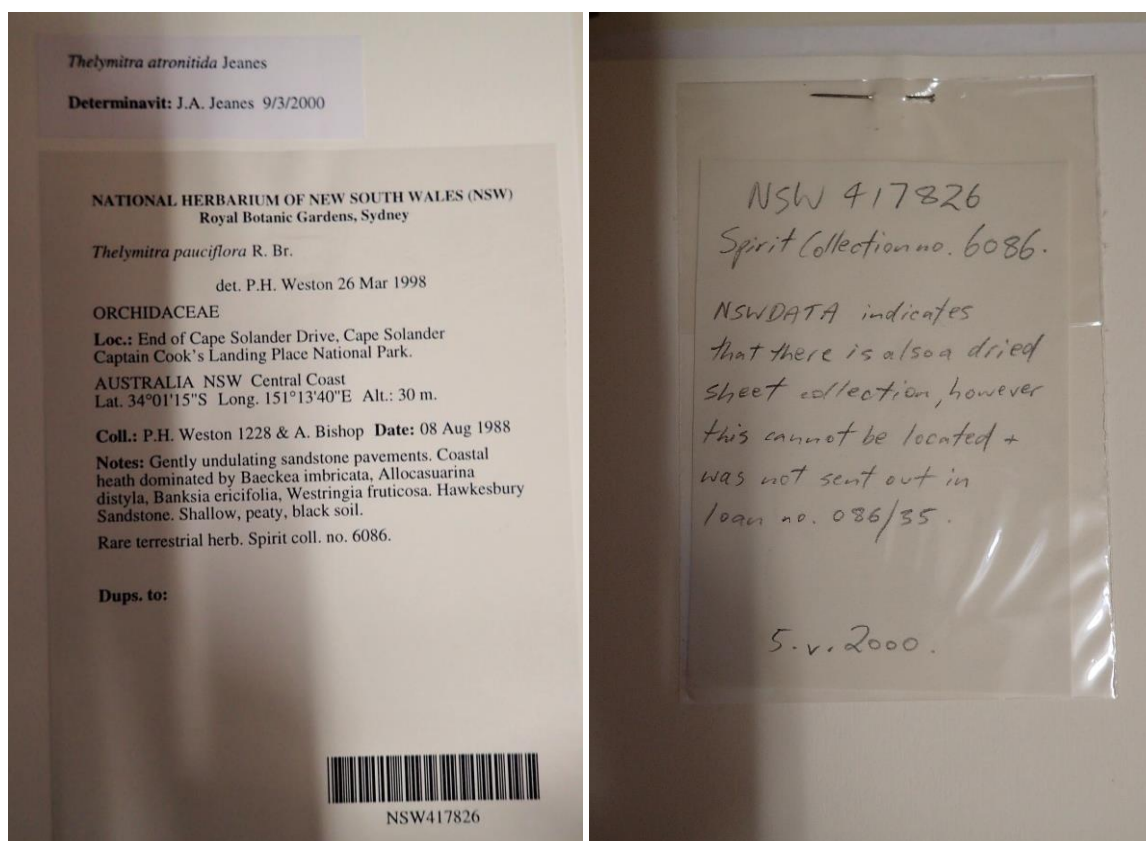 Thelymitra atronitida Jeanes
Determinavit: J.A. Jeanes 9/3/2000
NATIONAL HERBARIUM OF NEW SOUTH WALES (NSW)
Royal Botanic Gardens, Sydney
Thelymitra pauciflora R. Br.
det. P.H. Weston 26 Mar 1998
ORCHIDACEAE
Loc.: End of Cape Solander Drive, Cape Solander
Captain Cook's Landing Place National Park.
AUSTRALIA NSW Central Coast
Lat. 34°01'15"S Long. 151°13'40"E Alt.: 30 m.
Coll.: P.H. Weston 1228 & A. Bishop Date: 08 Aug 1988
Notes: Gently undulating sandstone pavements. Coastal
heath dominated by Baeckea imbricata, Allocasuarina
distyla, Banksia ericifolia, Westringia fruticosa. Hawkesbury
Sandstone. Shallow, peaty, black soil.
Rare terrestrial herb. Spirit coll. no. 6086.
Dups. to:
NSW417826
NSW 417826
Spirit Collection no. 6086.
NSWDATA indicates
that there is also a dried
sheet collection, however
this cannot be located +
was not sent out in
loan no. 086/35.
5.v.2000.